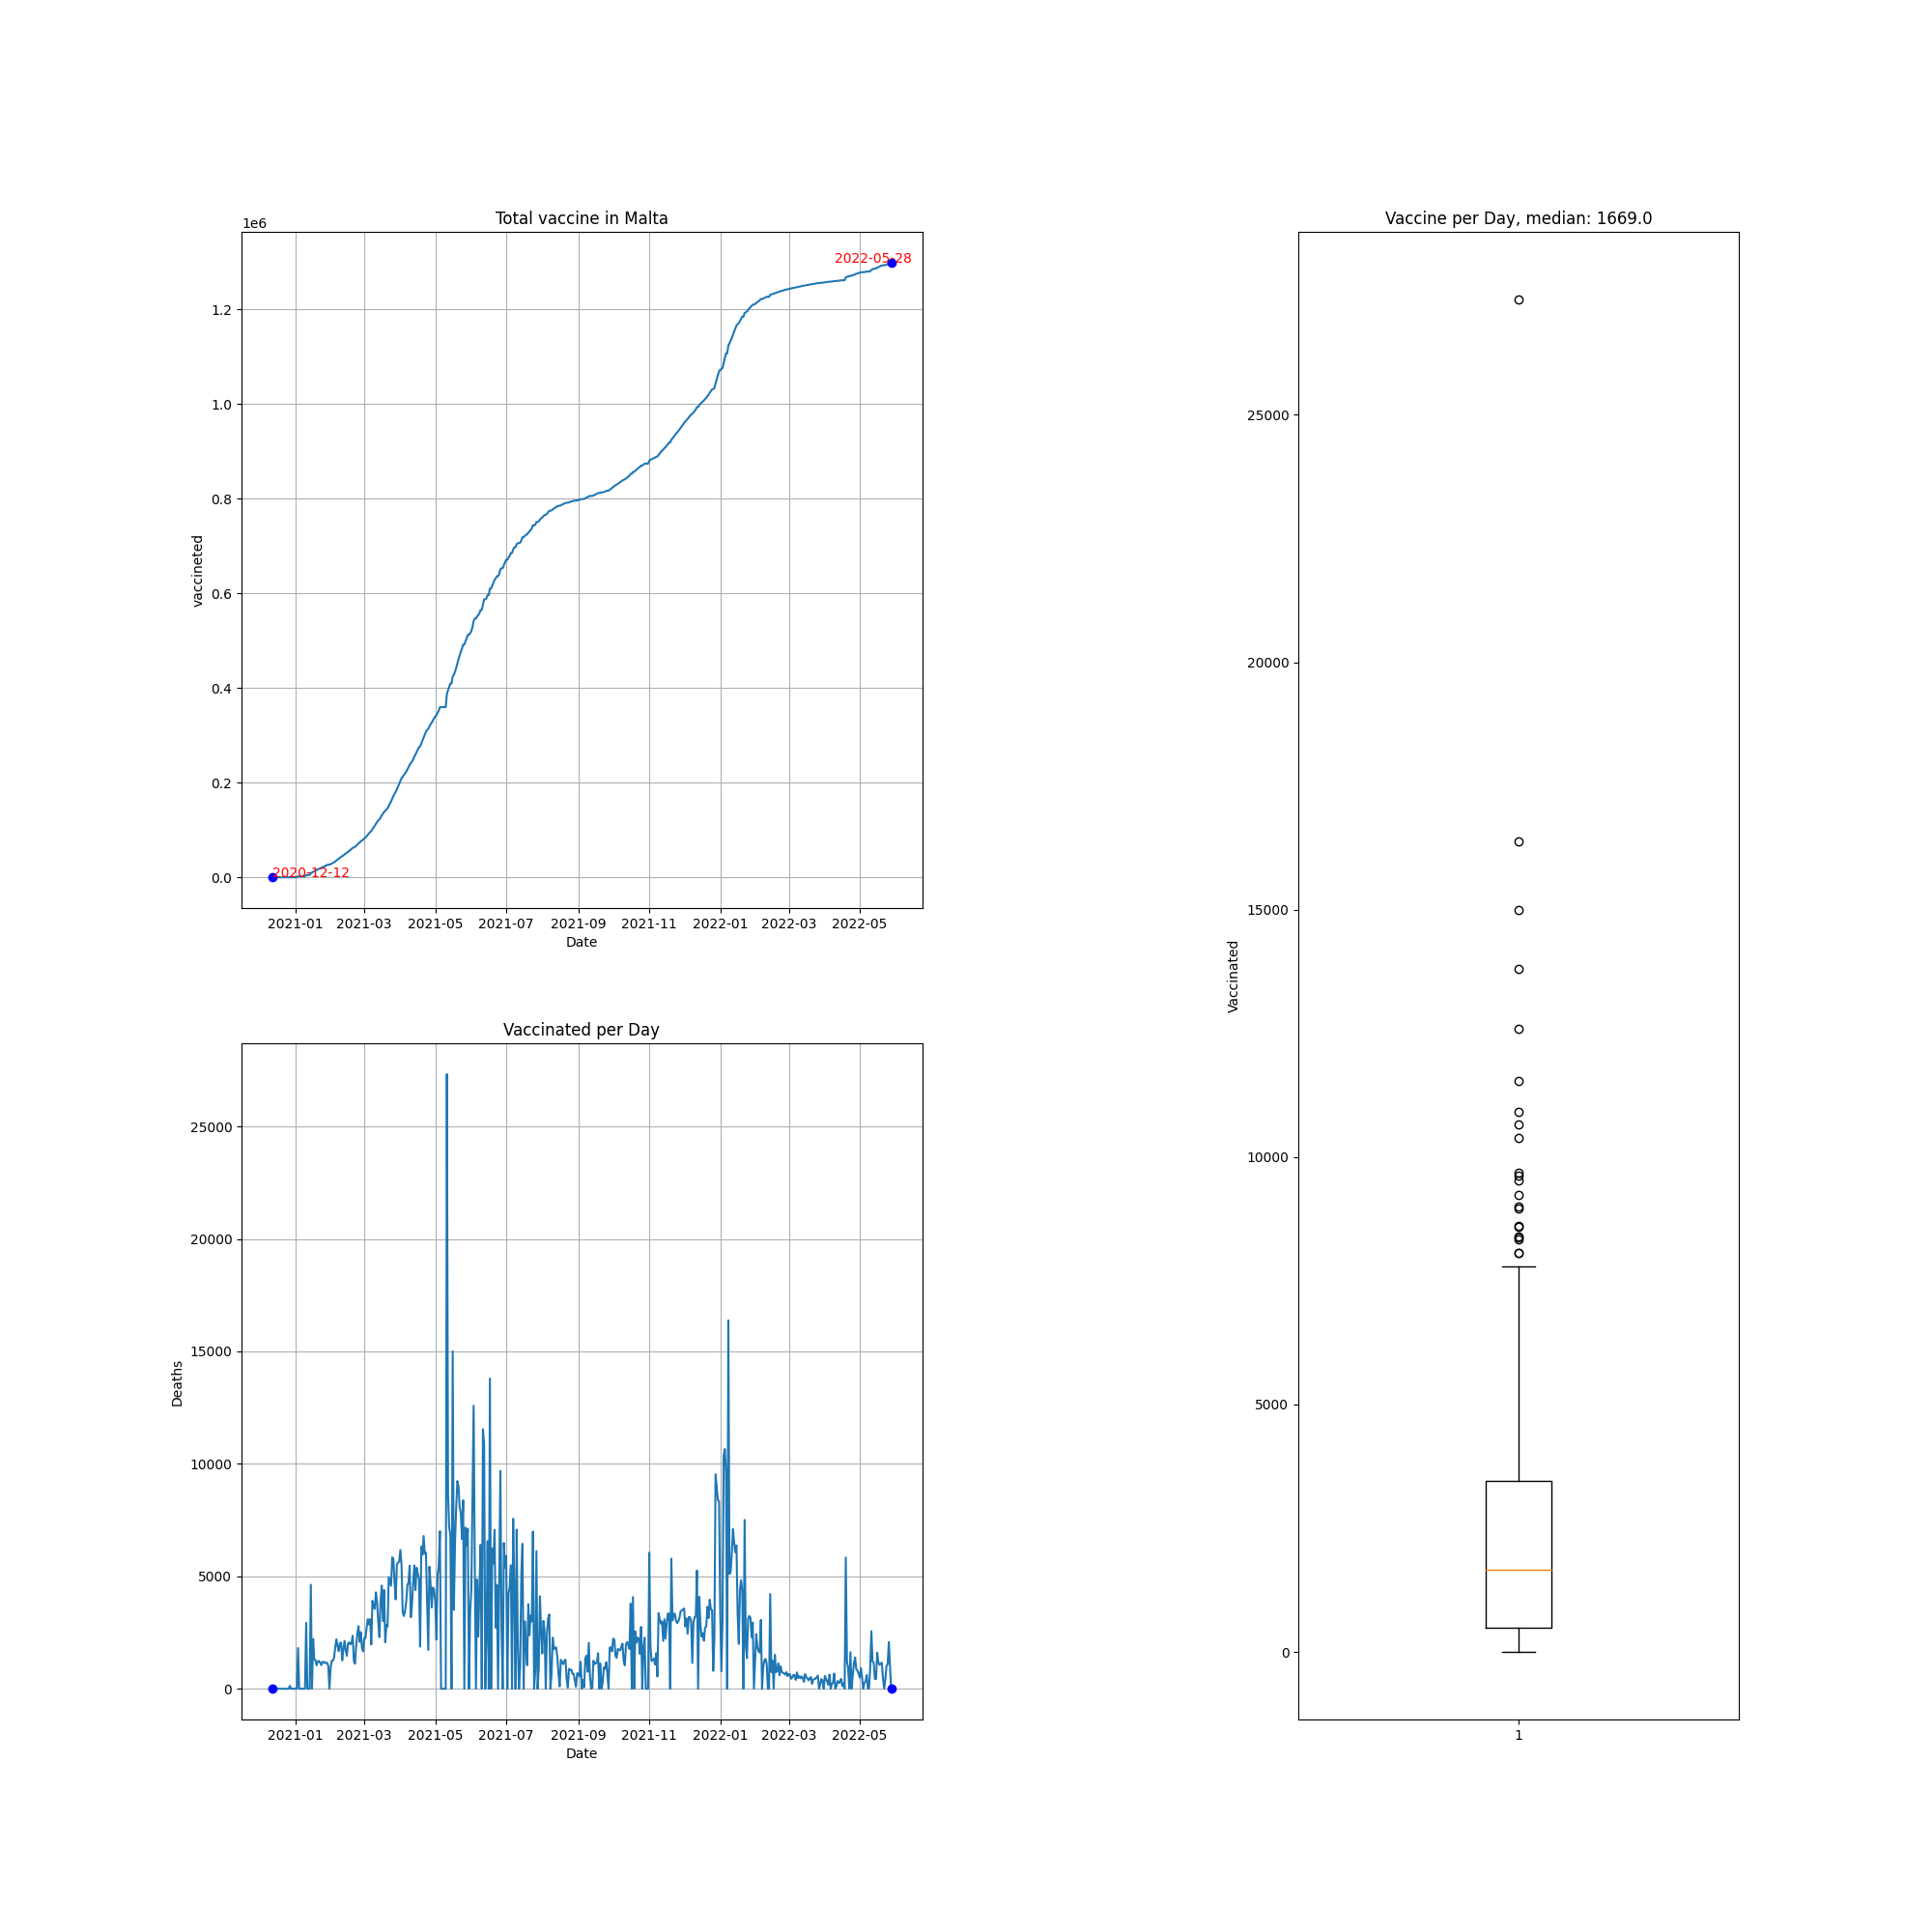 Total vaccine in Malta
1e6
2022-05-28
1.2
1.0
0.8
0.6
0.4
0.2
0.0
vaccineted
2020-12-12
2021-01 2021-03 2021-05 2021-07 2021-09 2021-11 2022-01 2022-03 2022-05
Date
Vaccinated per Day
25000
20000
15000
10000
5000
0
Deaths
2021-01 2021-03 2021-05 2021-07 2021-09 2021-11 2022-01 2022-03 2022-05
Date
Vaccine per Day, median: 1669.0
25000
20000
15000
10000
5000
0
Vaccinated
1